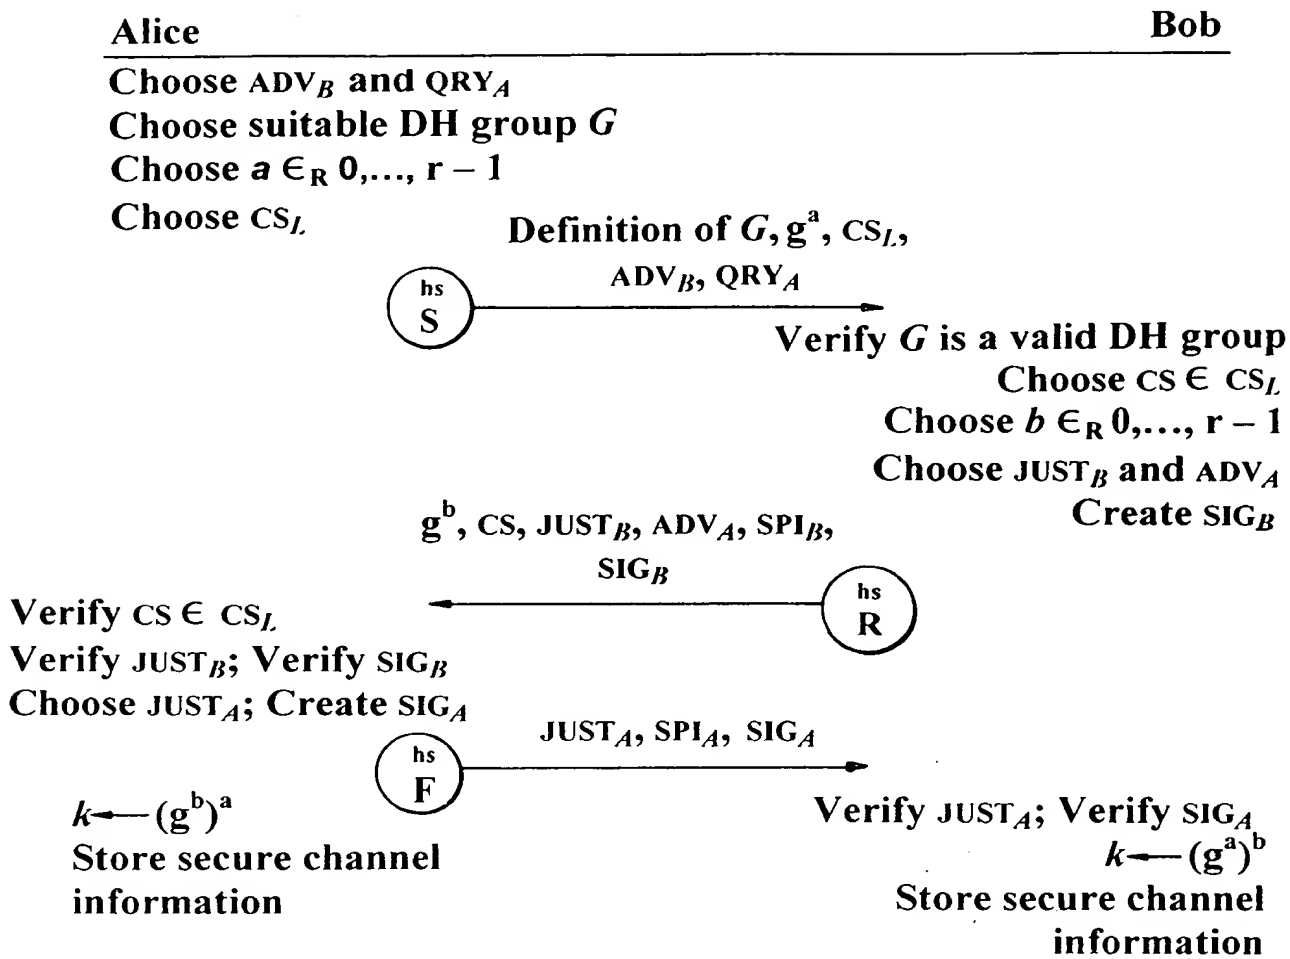 Alice
Bob
Choose ADV_B and QRY_A
Choose suitable DH group G
Choose a ∈_R 0,..., r − 1
Choose CS_L
Definition of G, g^a, CS_L,
ADV_B, QRY_A
hs
S
Verify G is a valid DH group
Choose CS ∈ CS_L
Choose b ∈_R 0,..., r − 1
Choose JUST_B and ADV_A
Create SIG_B
g^b, CS, JUST_B, ADV_A, SPI_B,
SIG_B
hs
R
Verify CS ∈ CS_L
Verify JUST_B; Verify SIG_B
Choose JUST_A; Create SIG_A
JUST_A, SPI_A, SIG_A
hs
F
k ← (g^b)^a
Store secure channel
information
Verify JUST_A; Verify SIG_A
k ← (g^a)^b
Store secure channel
information